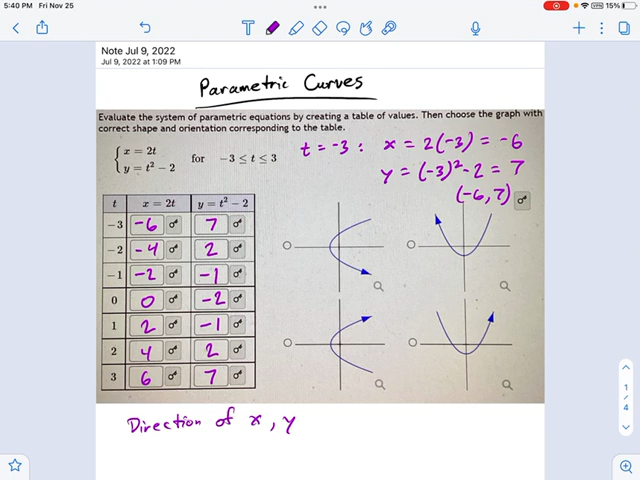 5:40 PM Fri Nov 25
VPN 15%
T
Note Jul 9, 2022
Jul 9, 2022 at 1:09 PM
Parametric Curves
Evaluate the system of parametric equations by creating a table of values. Then choose the graph with
correct shape and orientation corresponding to the table.
x = 2t
y = t² − 2 for −3 ≤ t ≤ 3
t = -3 : x = 2(-3) = -6
y = (-3)² - 2 = 7
(-6, 7)
t x = 2t y = t² − 2
−3 -6 7
−2 -4 2
−1 -2 -1
0 0 -2
1 2 -1
2 4 2
3 6 7
Direction of x, y
1
/
4